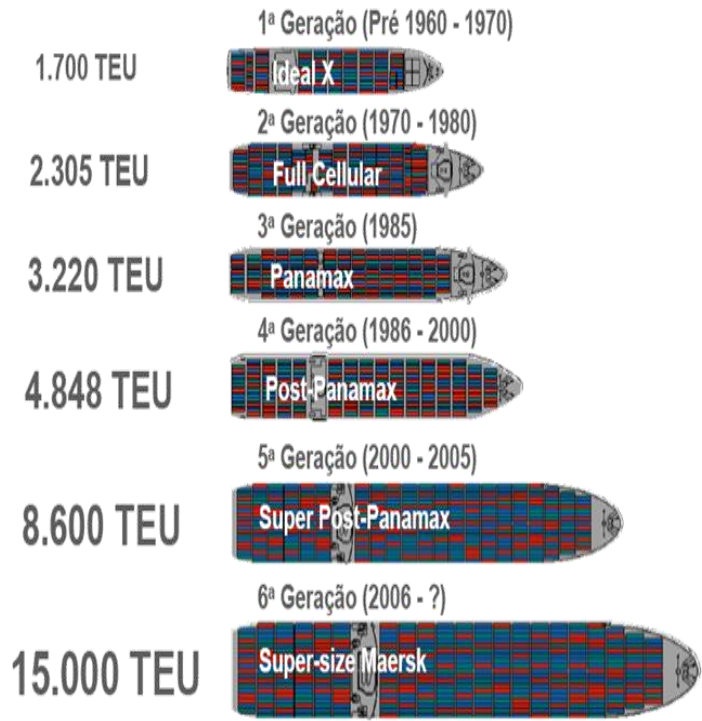 1ª Geração (Pré 1960 - 1970)
1.700 TEU
Ideal X
2ª Geração (1970 - 1980)
2.305 TEU
Full Cellular
3ª Geração (1985)
3.220 TEU
Panamax
4ª Geração (1986 - 2000)
4.848 TEU
Post-Panamax
5ª Geração (2000 - 2005)
8.600 TEU
Super Post-Panamax
6ª Geração (2006 - ?)
15.000 TEU
Super-size Maersk